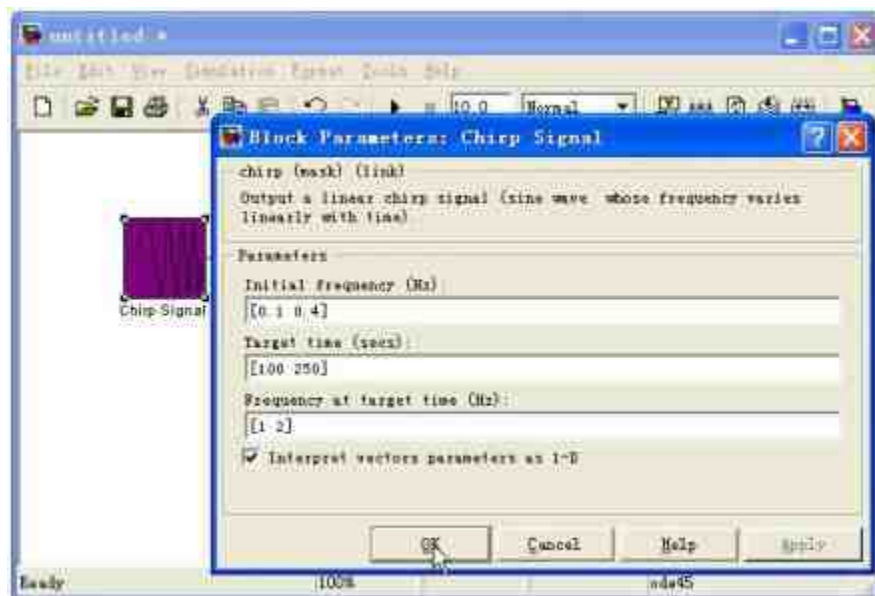 untitled *
File Edit View Simulation Format Tools Help
10.0 Normal
Block Parameters: Chirp Signal
chirp (mask) (link)
Output a linear chirp signal (sine wave whose frequency varies
linearly with time)
Parameters
Initial frequency (Hz)
[0.1 0.4]
Target time (secs):
[100 250]
Frequency at target time (Hz):
[1 2]
Interpret vectors parameters as 1-D
OK Cancel Help Apply
Chirp Signal
Ready 100% ode45